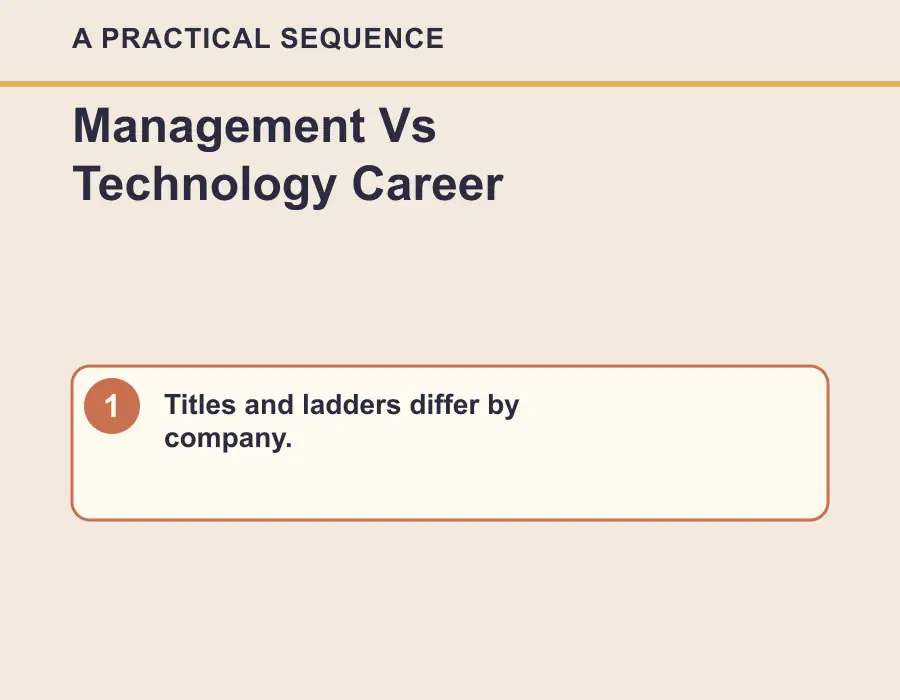 A PRACTICAL SEQUENCE
Management Vs
Technology Career
1
Titles and ladders differ by
company.